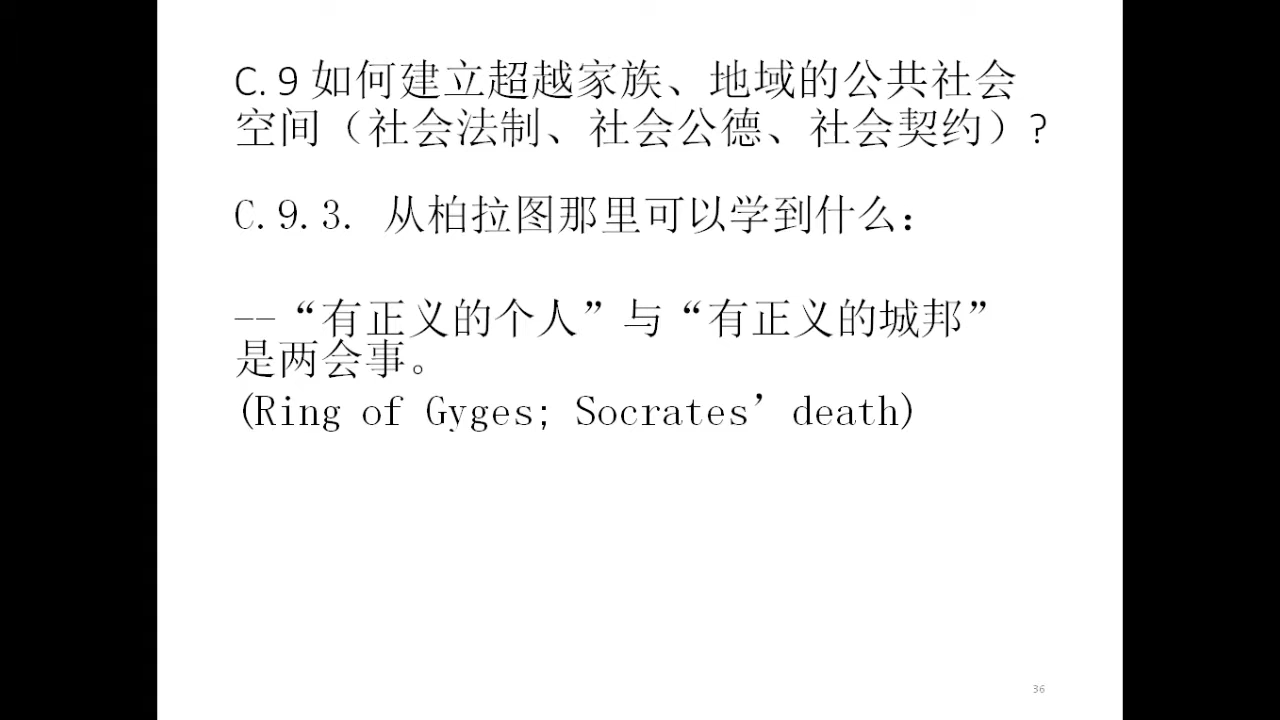 C.9 如何建立超越家族、地域的公共社会
空间（社会法制、社会公德、社会契约）?
C.9.3. 从柏拉图那里可以学到什么：
--“有正义的个人”与“有正义的城邦”
是两会事。
(Ring of Gyges; Socrates’ death)
36